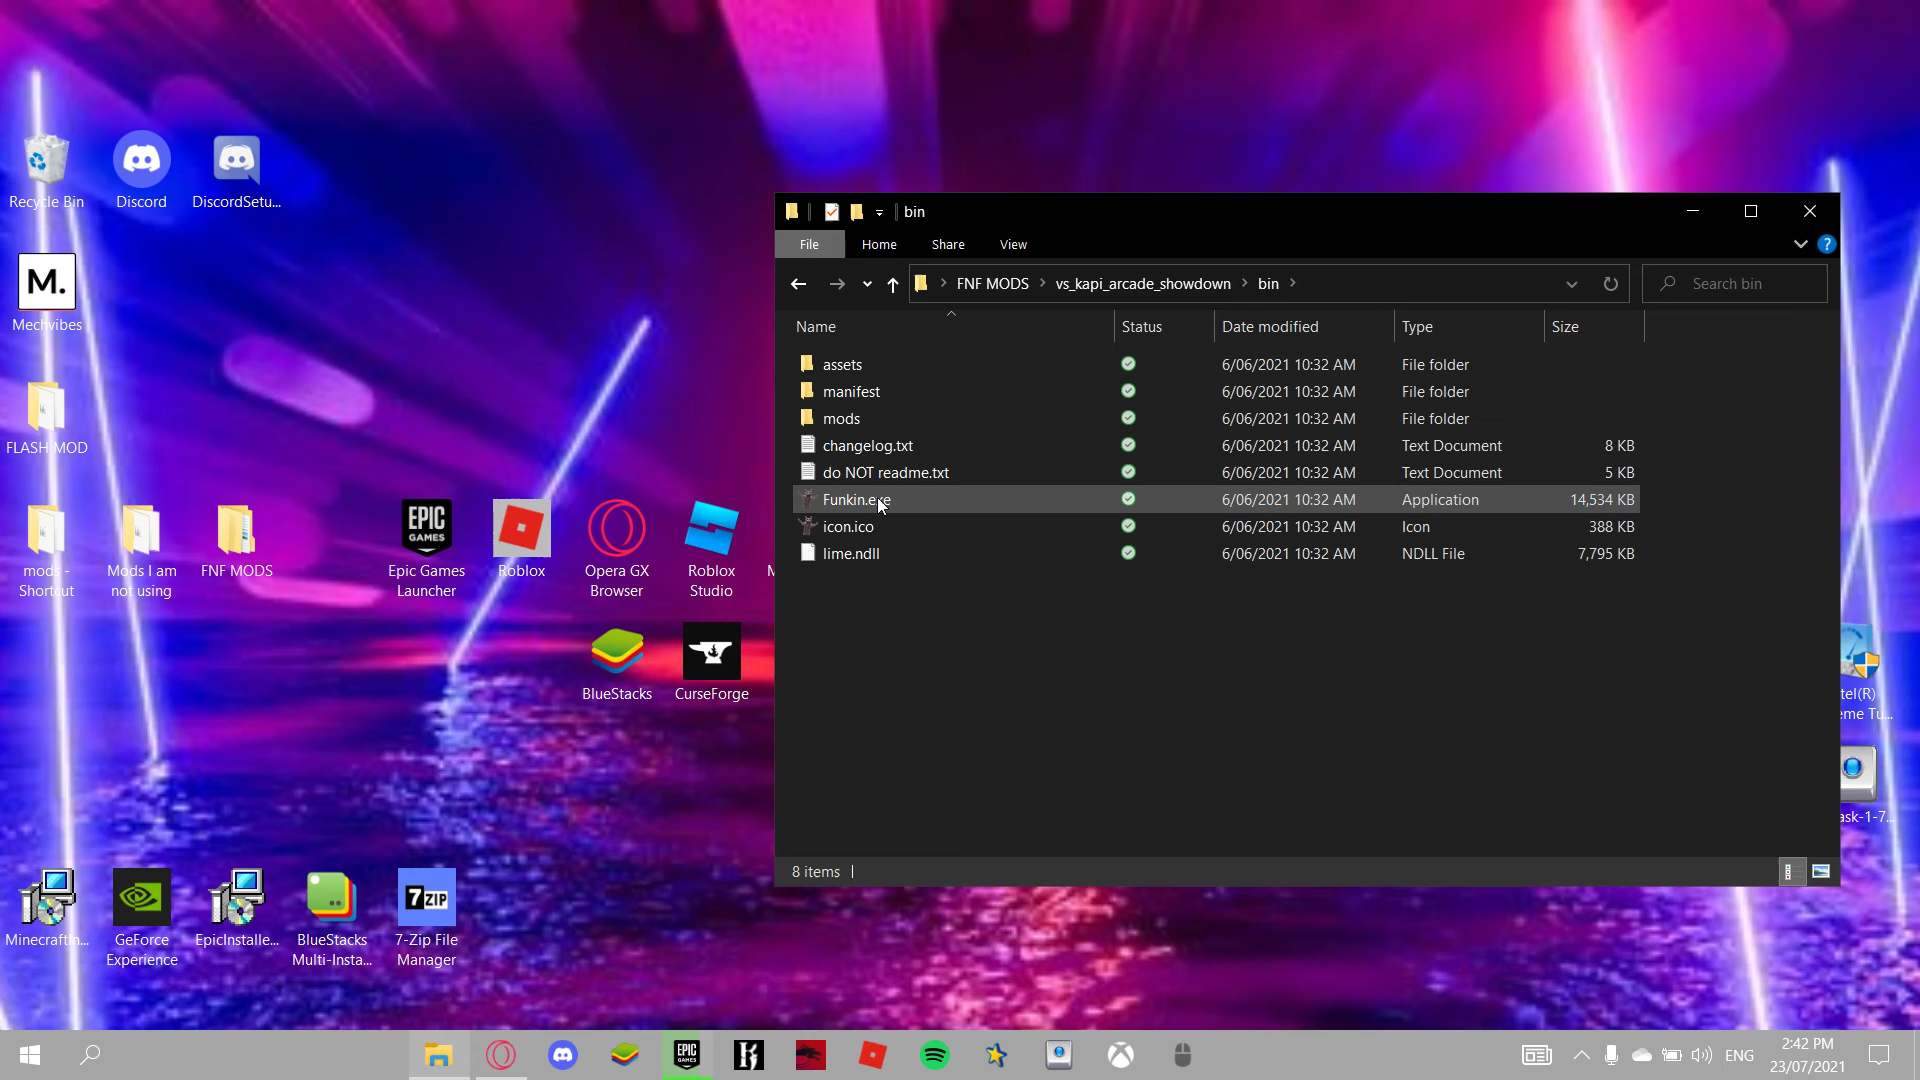 Recycle Bin
Discord
DiscordSetu...
M.
Mechvibes
FLASH MOD
mods -
Shortcut
Mods I am
not using
FNF MODS
EPIC
GAMES
Epic Games
Launcher
Roblox
Opera GX
Browser
Roblox
Studio
M
BlueStacks
CurseForge
bin
File
Home
Share
View
?
FNF MODS
vs_kapi_arcade_showdown
bin
Search bin
Name
Status
Date modified
Type
Size
assets
6/06/2021 10:32 AM
File folder
manifest
6/06/2021 10:32 AM
File folder
mods
6/06/2021 10:32 AM
File folder
changelog.txt
6/06/2021 10:32 AM
Text Document
8 KB
do NOT readme.txt
6/06/2021 10:32 AM
Text Document
5 KB
Funkin.exe
6/06/2021 10:32 AM
Application
14,534 KB
icon.ico
6/06/2021 10:32 AM
Icon
388 KB
lime.ndll
6/06/2021 10:32 AM
NDLL File
7,795 KB
8 items
tel(R)
eme Tu...
ask-1-7...
MinecraftIn...
GeForce
Experience
EpicInstalle...
BlueStacks
Multi-Insta...
7ZIP
7-Zip File
Manager
EPIC
GAMES
ENG
2:42 PM
23/07/2021